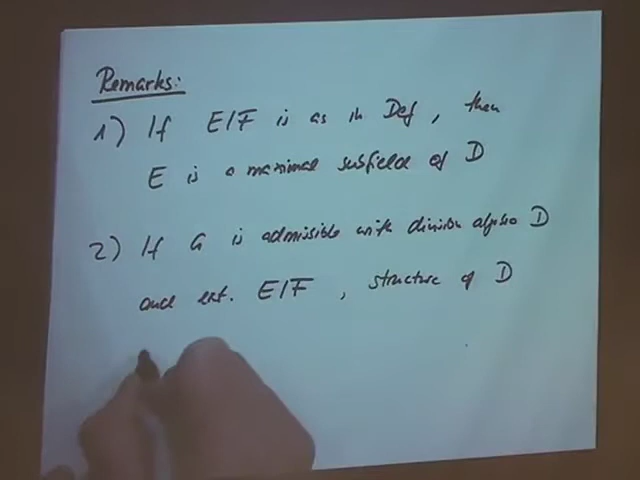 Remarks:
1) If E/F is as in Def, then
E is a maximal subfield of D
2) If G is admissible with division algebra D
and ext. E/F, structure of D